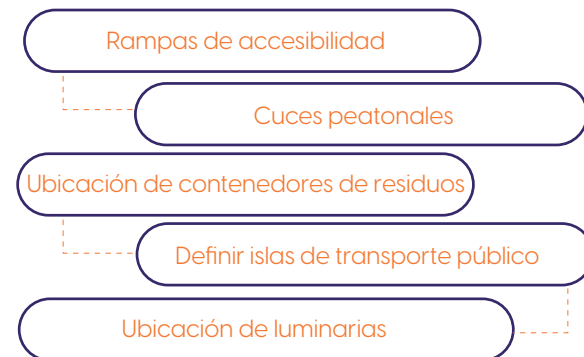 Rampas de accesibilidad
Cuces peatonales
Ubicación de contenedores de residuos
Definir islas de transporte público
Ubicación de luminarias